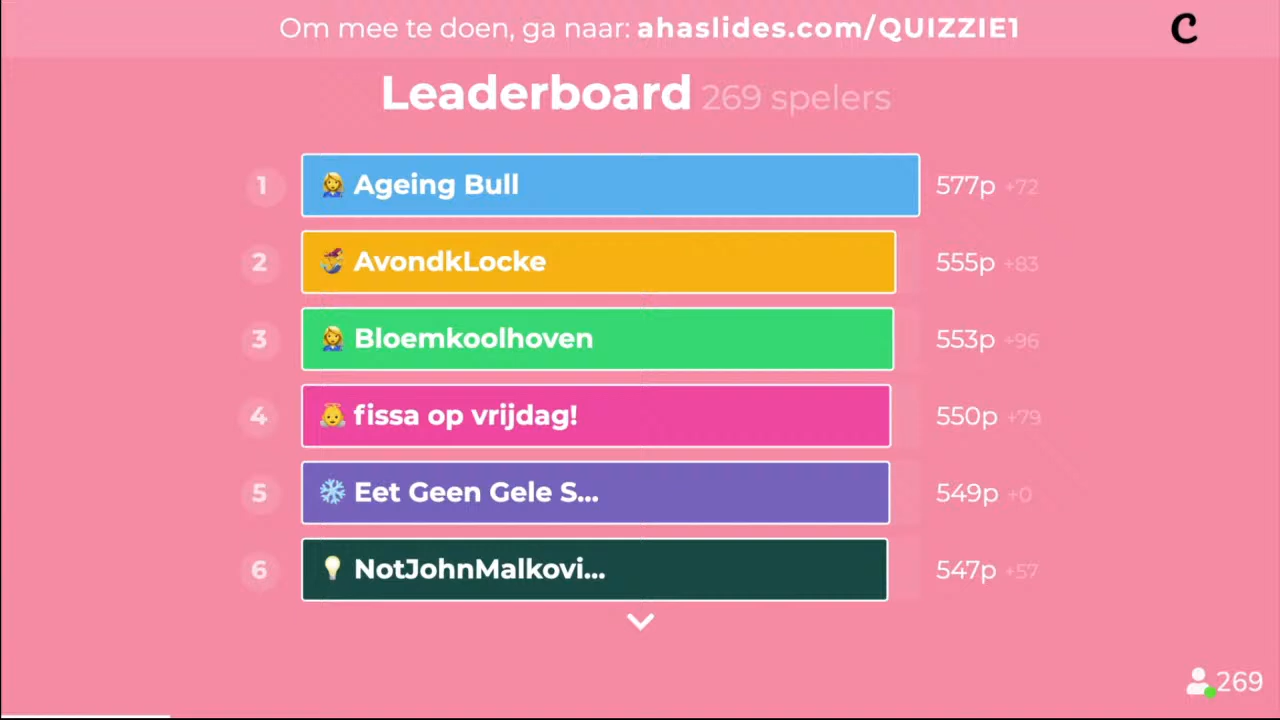 Om mee te doen, ga naar: ahaslides.com/QUIZZIE1
C
Leaderboard 269 spelers
1 Ageing Bull 577p +72
2 AvondkLocke 555p +83
3 Bloemkoolhoven 553p +96
4 fissa op vrijdag! 550p +79
5 Eet Geen Gele S... 549p +0
6 NotJohnMalkovi... 547p +57
269